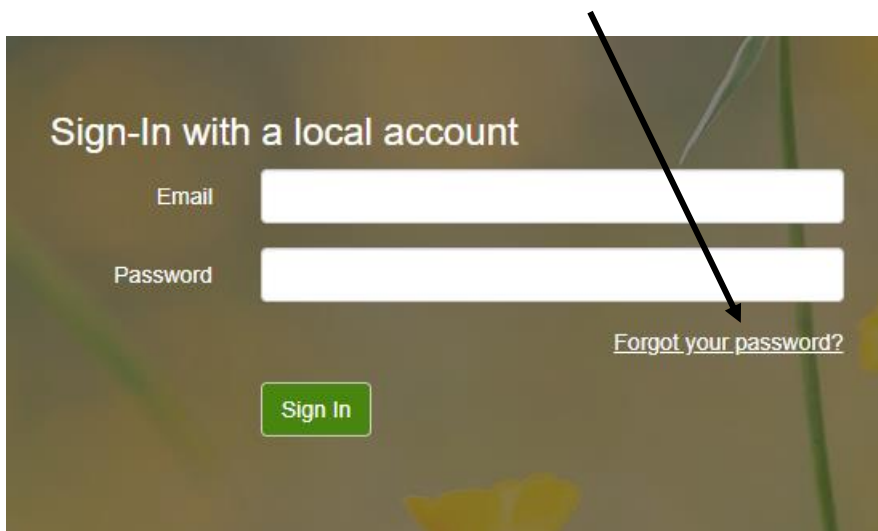 Sign-In with a local account
Email
Password
Forgot your password?
Sign In